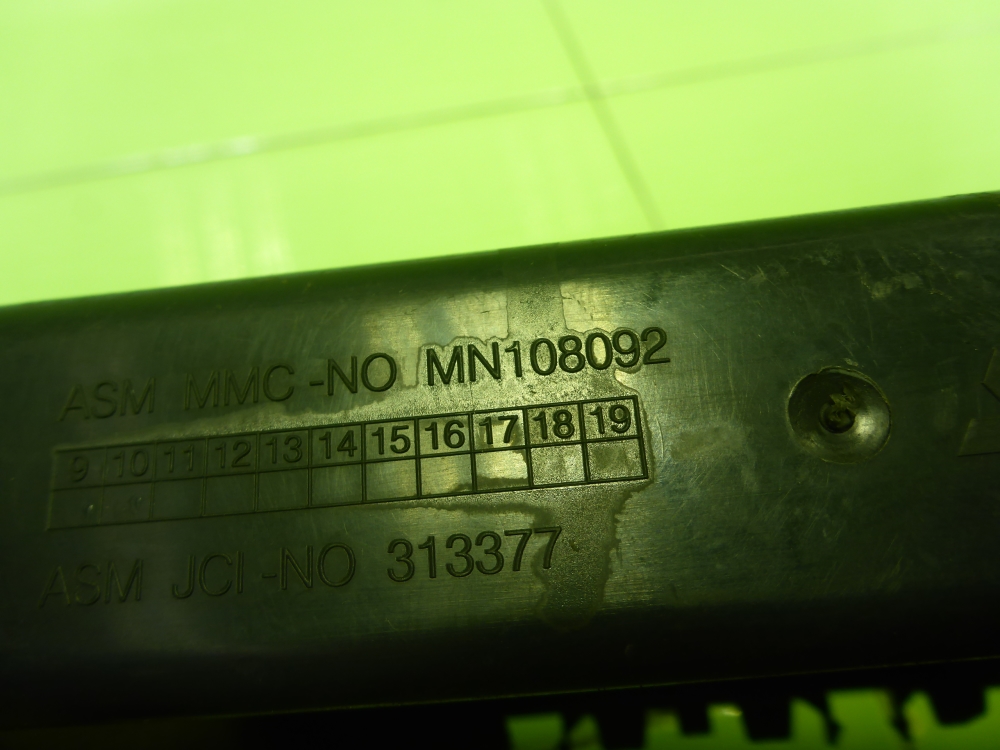 ASM MMC-NO MN108092
9 10 11 12 13 14 15 16 17 18 19
ASM JCI-NO 313377